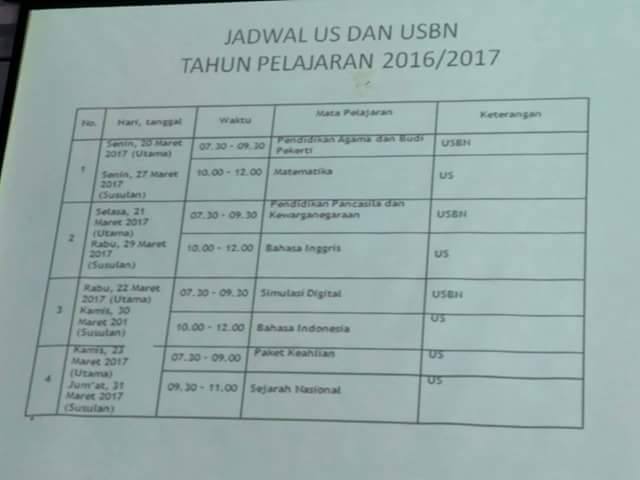 JADWAL US DAN USBN
TAHUN PELAJARAN 2016/2017
No. Hari, tanggal Waktu Mata Pelajaran Keterangan
1
Senin, 20 Maret
2017 (Utama)
Senin, 27 Maret
2017
(Susulan)
07.30 - 09.30 Pendidikan Agama dan Budi
Pekerti
USBN
10.00 - 12.00 Matematika US
2
Selasa, 21
Maret 2017
(Utama)
Rabu, 29 Maret
2017
(Susulan)
07.30 - 09.30 Pendidikan Pancasila dan
Kewarganegaraan
USBN
10.00 - 12.00 Bahasa Inggris US
3
Rabu, 22 Maret
2017 (Utama)
Kamis, 30
Maret 201
(Susulan)
07.30 - 09.30 Simulasi Digital USBN
10.00 - 12.00 Bahasa Indonesia US
4
Kamis, 23
Maret 2017
(Utama)
Jum'at, 31
Maret 2017
(Susulan)
07.30 - 09.00 Paket Keahlian US
09.30 - 11.00 Sejarah Nasional US